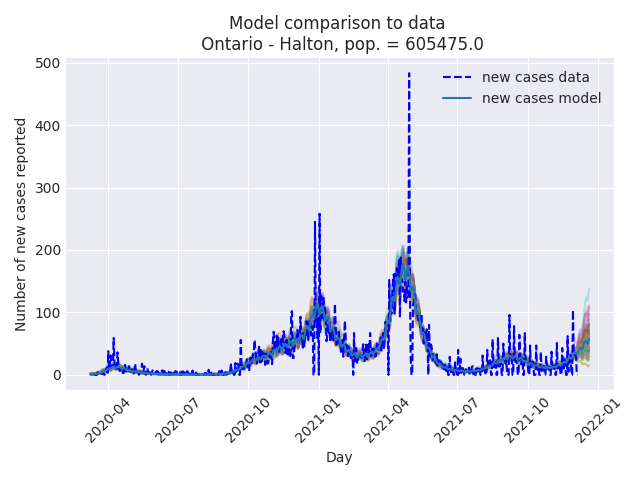 Model comparison to data
Ontario - Halton, pop. = 605475.0
new cases data
new cases model
Number of new cases reported
500
400
300
200
100
0
2020-04
2020-07
2020-10
2021-01
2021-04
2021-07
2021-10
2022-01
Day